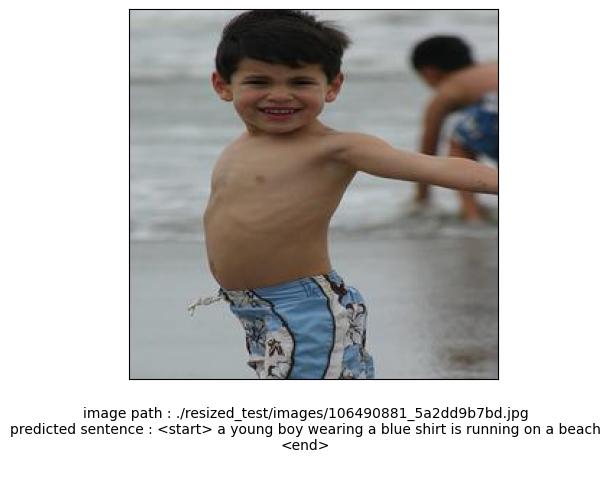 image path : ./resized_test/images/106490881_5a2dd9b7bd.jpg
predicted sentence : <start> a young boy wearing a blue shirt is running on a beach
<end>